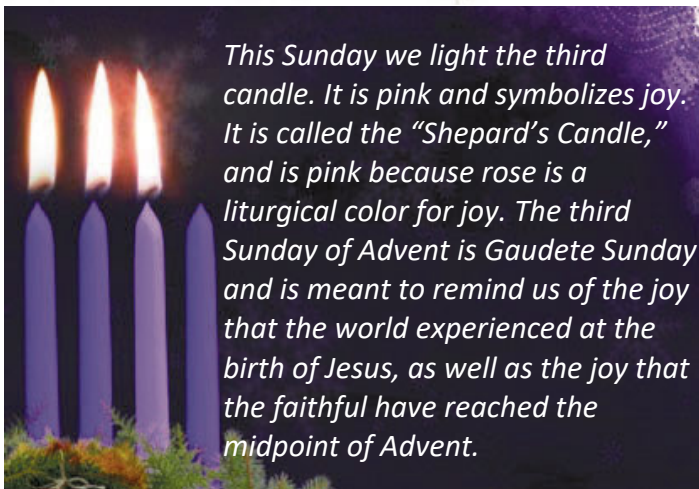 This Sunday we light the third
candle. It is pink and symbolizes joy.
It is called the “Shepard’s Candle,”
and is pink because rose is a
liturgical color for joy. The third
Sunday of Advent is Gaudete Sunday
and is meant to remind us of the joy
that the world experienced at the
birth of Jesus, as well as the joy that
the faithful have reached the
midpoint of Advent.